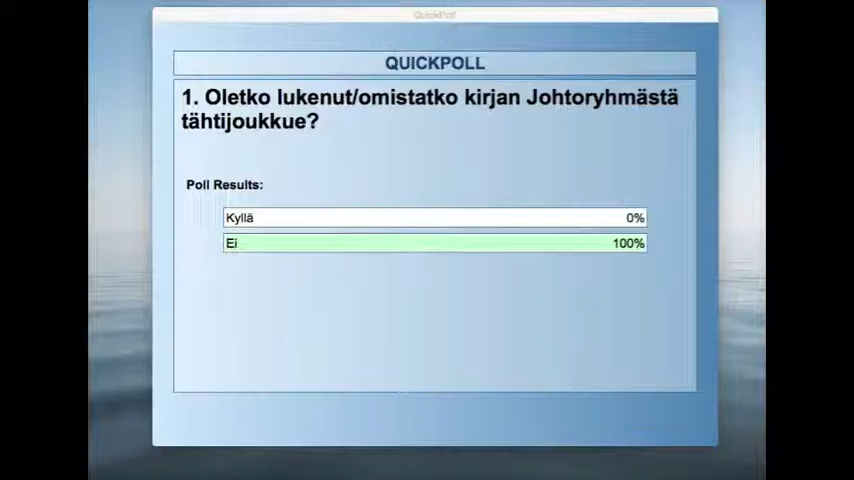 QuickPoll
QUICKPOLL
1. Oletko lukenut/omistatko kirjan Johtoryhmästä
tähtijoukkue?
Poll Results:
Kyllä 0%
Ei 100%